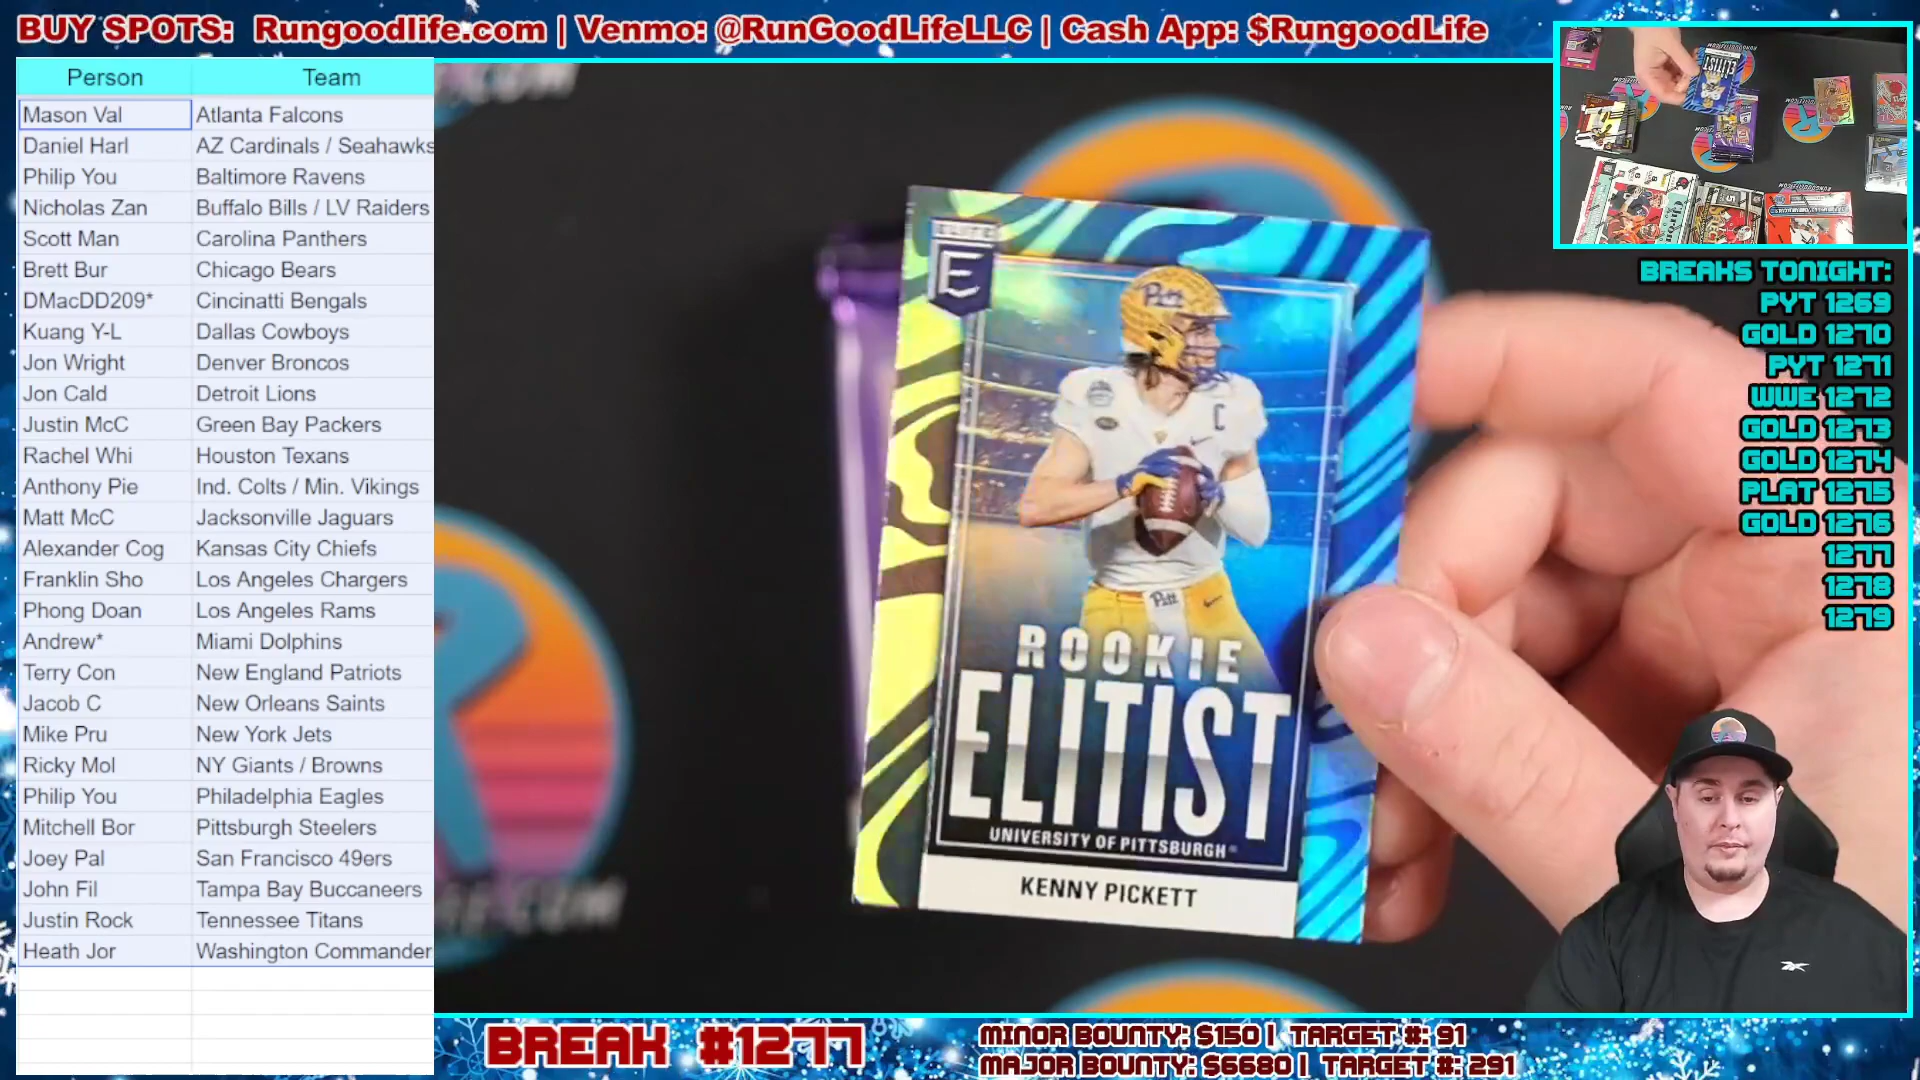 BUY SPOTS: Rungoodlife.com | Venmo: @RunGoodLifeLLC | Cash App: $RungoodLife
Person Team
Mason Val Atlanta Falcons
Daniel Harl AZ Cardinals / Seahawks
Philip You Baltimore Ravens
Nicholas Zan Buffalo Bills / LV Raiders
Scott Man Carolina Panthers
Brett Bur Chicago Bears
DMacDD209* Cincinatti Bengals
Kuang Y-L Dallas Cowboys
Jon Wright Denver Broncos
Jon Cald Detroit Lions
Justin McC Green Bay Packers
Rachel Whi Houston Texans
Anthony Pie Ind. Colts / Min. Vikings
Matt McC Jacksonville Jaguars
Alexander Cog Kansas City Chiefs
Franklin Sho Los Angeles Chargers
Phong Doan Los Angeles Rams
Andrew* Miami Dolphins
Terry Con New England Patriots
Jacob C New Orleans Saints
Mike Pru New York Jets
Ricky Mol NY Giants / Browns
Philip You Philadelphia Eagles
Mitchell Bor Pittsburgh Steelers
Joey Pal San Francisco 49ers
John Fil Tampa Bay Buccaneers
Justin Rock Tennessee Titans
Heath Jor Washington Commander
ELITE
E
Pitt
C
Pitt
ROOKIE
ELITIST
UNIVERSITY OF PITTSBURGH
KENNY PICKETT
BREAKS TONIGHT:
PYT 1269
GOLD 1270
PYT 1271
WWE 1272
GOLD 1273
GOLD 1274
PLAT 1275
GOLD 1276
1277
1278
1279
BREAK #1277
MINOR BOUNTY: $150 | TARGET #: 91
MAJOR BOUNTY: $6680 | TARGET #: 291